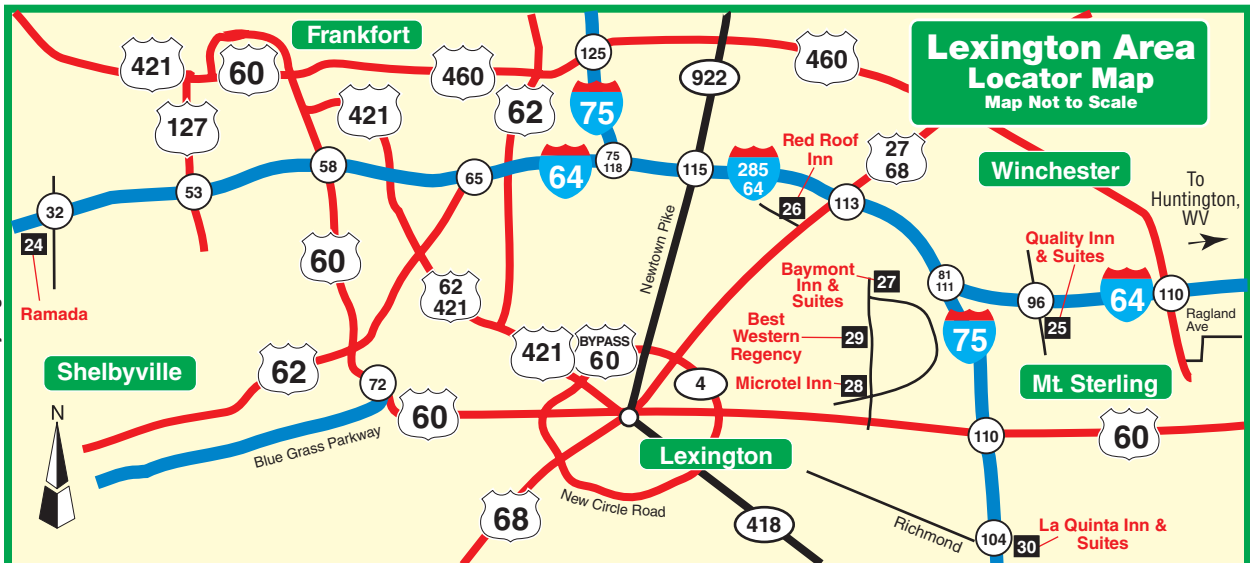 Lexington Area
Locator Map
Map Not to Scale
Frankfort
421
60
460
125
922
460
127
421
62
75
27
68
Red Roof
Inn
Winchester
To
Huntington,
WV
58
65
64
75
118
115
285
64
26
113
32
53
24
Ramada
60
62
421
Newtown Pike
Baymont
Inn &
Suites
27
81
111
Quality Inn
& Suites
96
25
64
110
Ragland
Ave
Best
Western
Regency
29
75
Shelbyville
62
421
BYPASS
60
4
Microtel Inn
28
Mt. Sterling
72
60
N
Blue Grass Parkway
Lexington
110
60
68
New Circle Road
418
Richmond
104
30
La Quinta Inn &
Suites